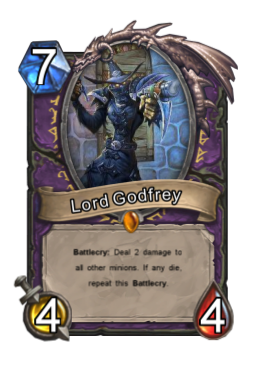 7
Lord Godfrey
Battlecry: Deal 2 damage to
all other minions. If any die,
repeat this Battlecry.
4
4